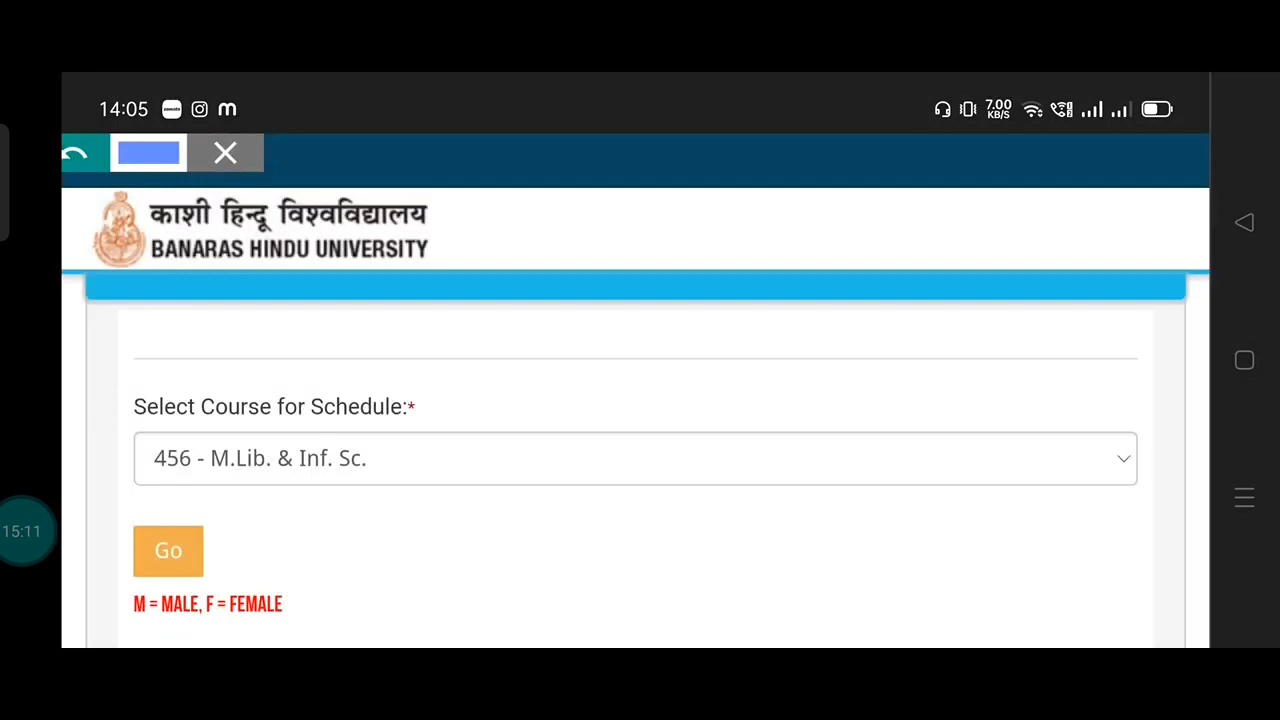 14:05
7.00
KB/S
काशी हिन्दू विश्वविद्यालय
BANARAS HINDU UNIVERSITY
Select Course for Schedule:*
456 - M.Lib. & Inf. Sc.
15:11
Go
M = MALE, F = FEMALE